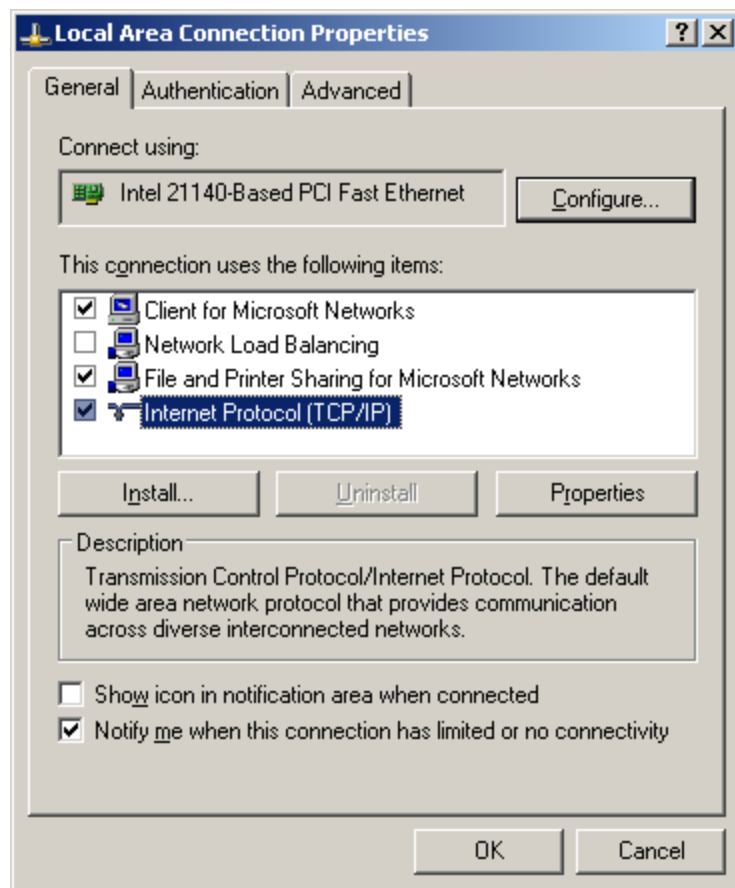 Local Area Connection Properties
General Authentication Advanced
Connect using:
Intel 21140-Based PCI Fast Ethernet Configure...
This connection uses the following items:
Client for Microsoft Networks
Network Load Balancing
File and Printer Sharing for Microsoft Networks
Internet Protocol (TCP/IP)
Install... Uninstall Properties
Description
Transmission Control Protocol/Internet Protocol. The default
wide area network protocol that provides communication
across diverse interconnected networks.
Show icon in notification area when connected
Notify me when this connection has limited or no connectivity
OK Cancel